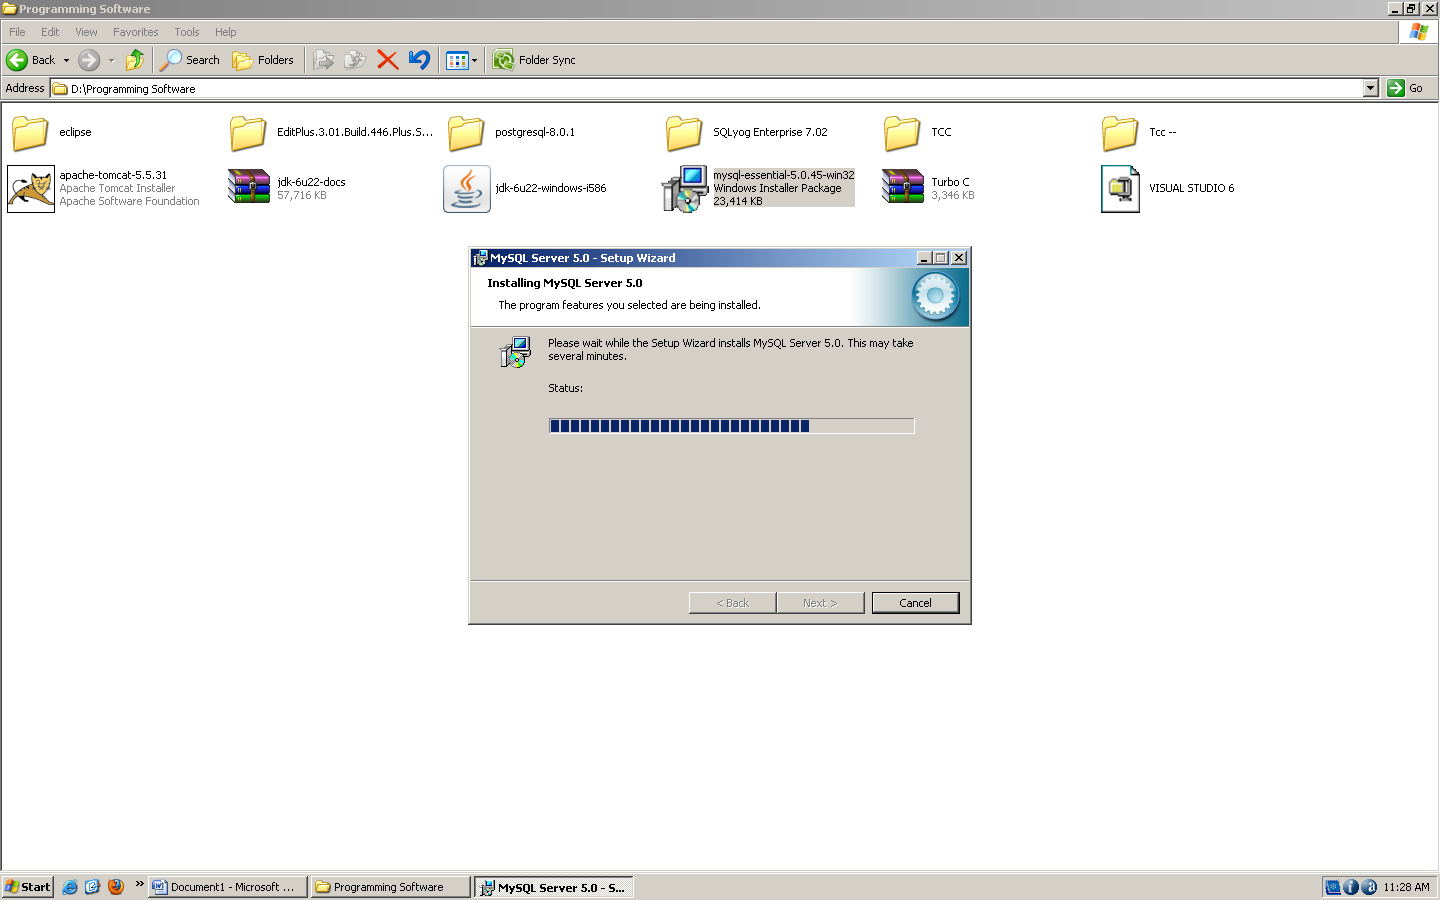 Programming Software
File Edit View Favorites Tools Help
Back Search Folders Folder Sync
Address D:\Programming Software Go
eclipse EditPlus.3.01.Build.446.Plus.S... postgresql-8.0.1 SQLyog Enterprise 7.02 TCC Tcc --
apache-tomcat-5.5.31
Apache Tomcat Installer
Apache Software Foundation
jdk-6u22-docs
57,716 KB
jdk-6u22-windows-i586
mysql-essential-5.0.45-win32
Windows Installer Package
23,414 KB
Turbo C
3,346 KB
VISUAL STUDIO 6
MySQL Server 5.0 - Setup Wizard
Installing MySQL Server 5.0
The program features you selected are being installed.
Please wait while the Setup Wizard installs MySQL Server 5.0. This may take
several minutes.
Status:
< Back Next > Cancel
Start » Document1 - Microsoft ... Programming Software MySQL Server 5.0 - S... 11:28 AM